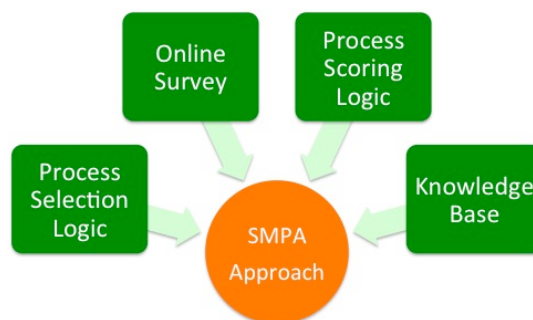 Online
Survey
Process
Scoring
Logic
Process
Selection
Logic
Knowledge
Base
SMPA
Approach